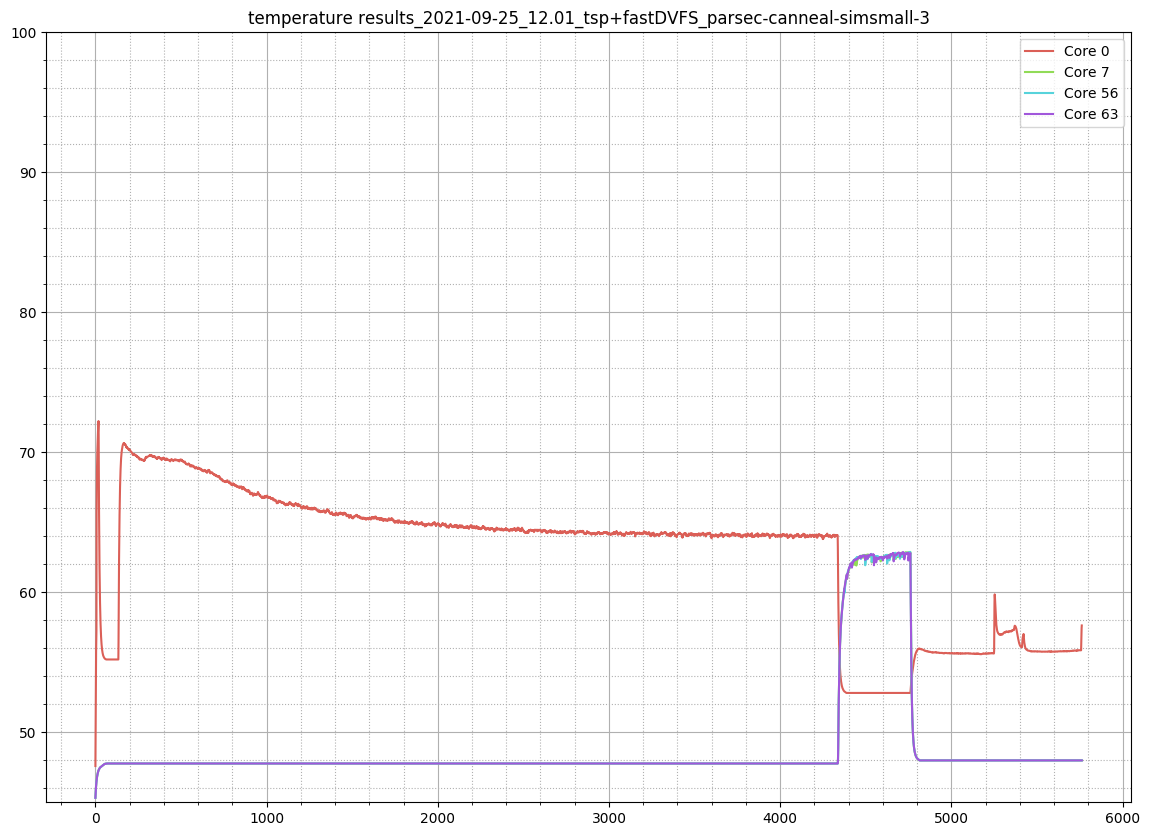 temperature results_2021-09-25_12.01_tsp+fastDVFS_parsec-canneal-simsmall-3
100
90
80
70
60
50
Core 0
Core 7
Core 56
Core 63
0
1000
2000
3000
4000
5000
6000